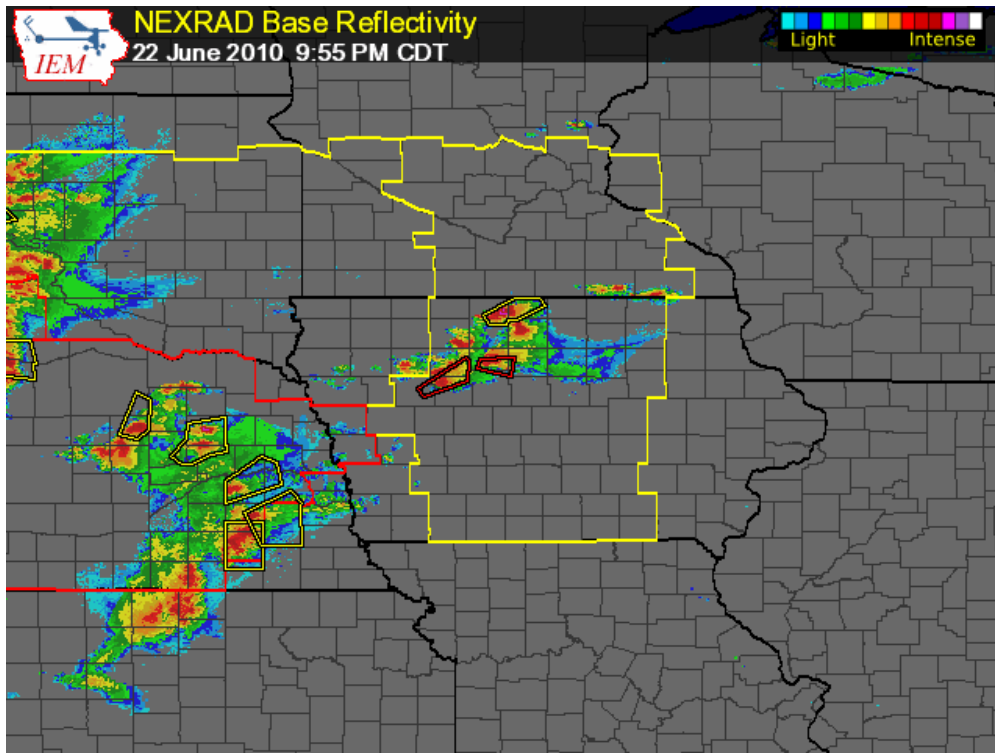 NEXRAD Base Reflectivity
22 June 2010, 9:55 PM CDT
IEM
Light Intense